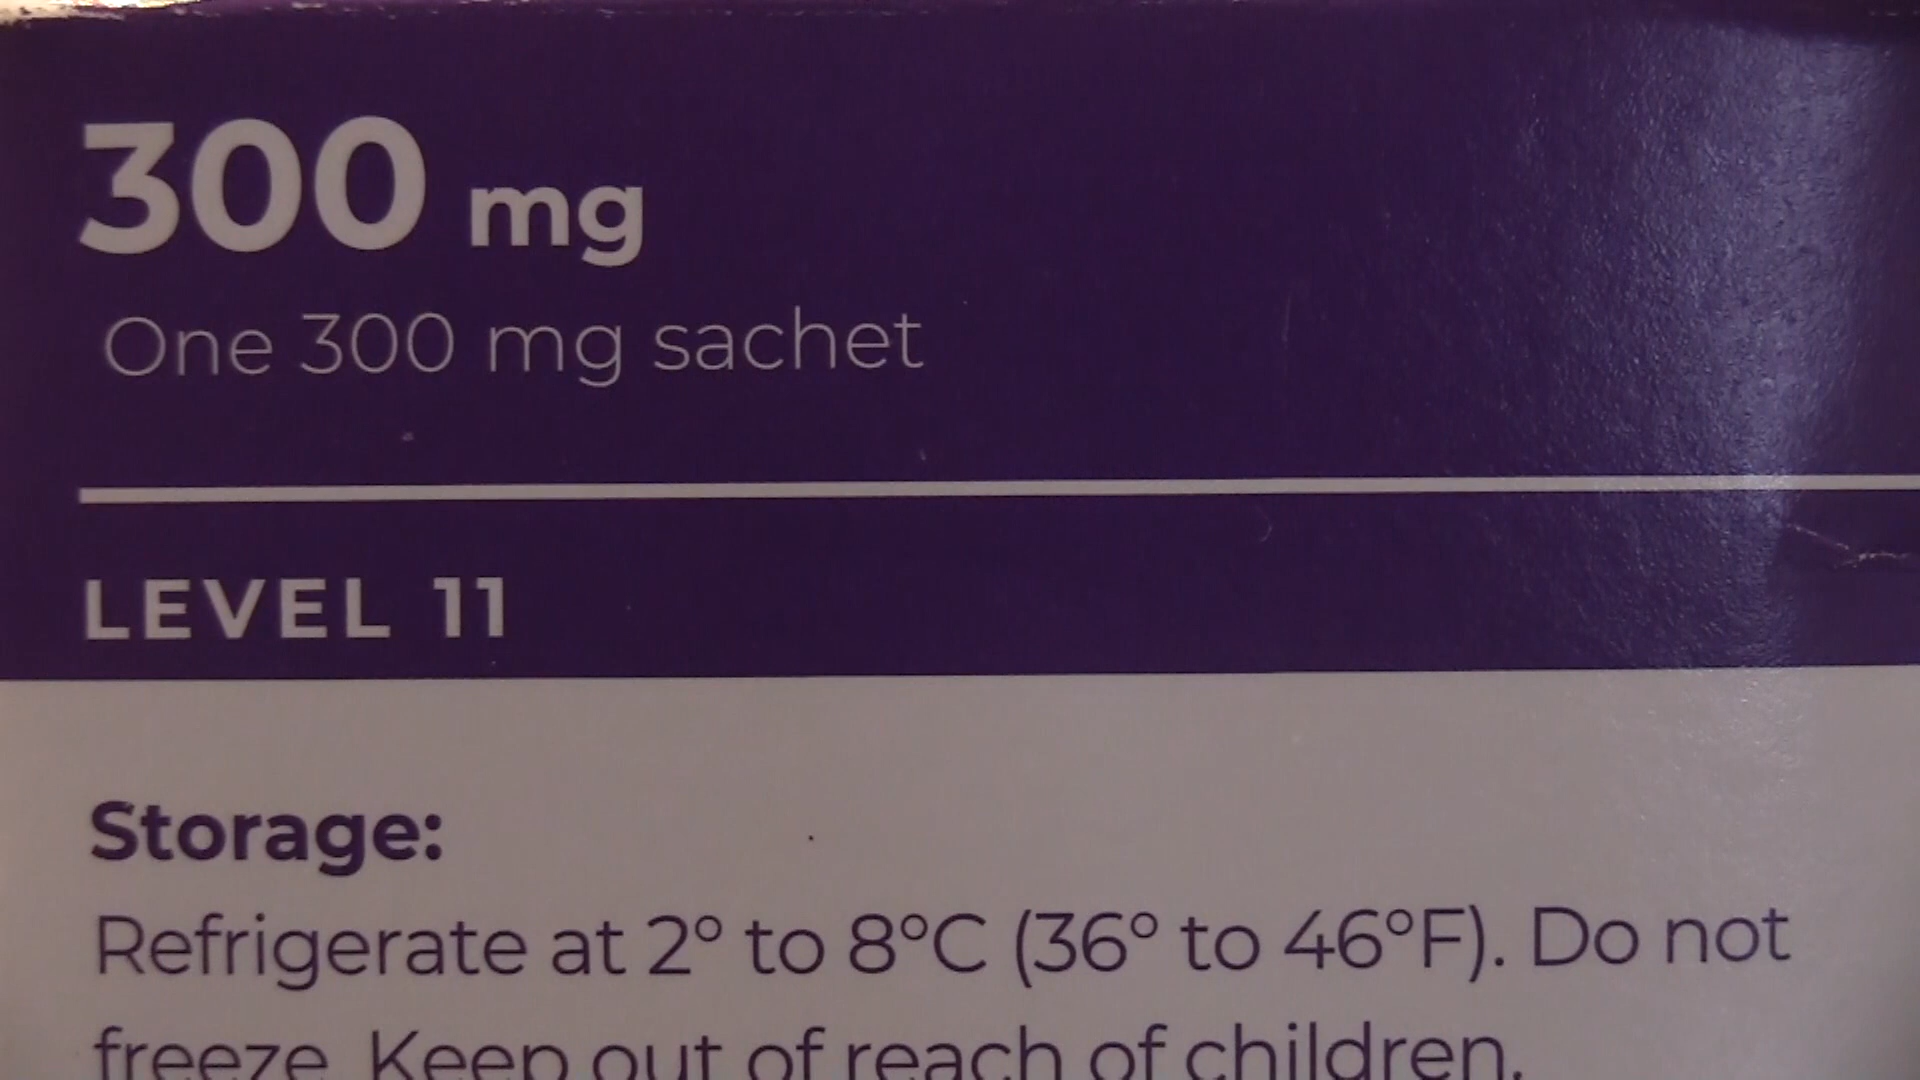 300 mg
One 300 mg sachet
LEVEL 11
Storage:
Refrigerate at 2° to 8°C (36° to 46°F). Do not
freeze. Keep out of reach of children.